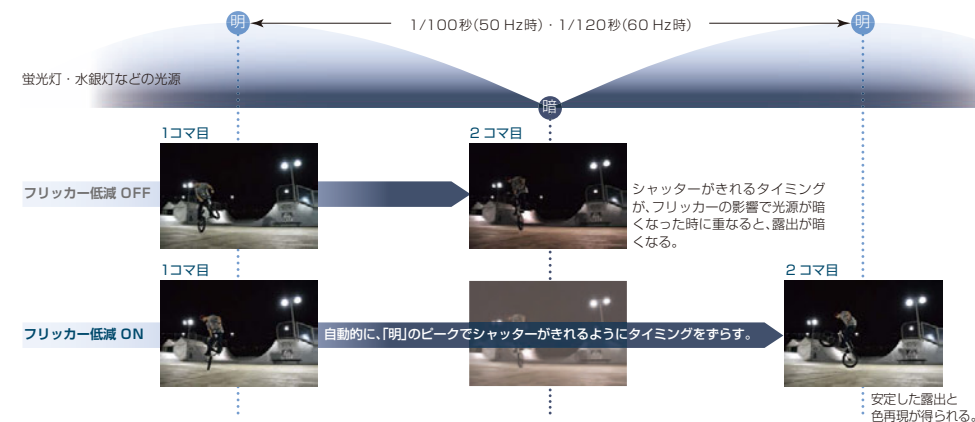 明
1/100秒(50 Hz時)・1/120秒(60 Hz時)
明
蛍光灯・水銀灯などの光源
暗
1コマ目
2 コマ目
フリッカー低減 OFF
シャッターがきれるタイミング
が、フリッカーの影響で光源が暗
くなった時に重なると、露出が暗
くなる。
1コマ目
2 コマ目
フリッカー低減 ON
自動的に、「明」のピークでシャッターがきれるようにタイミングをずらす。
安定した露出と
色再現が得られる。